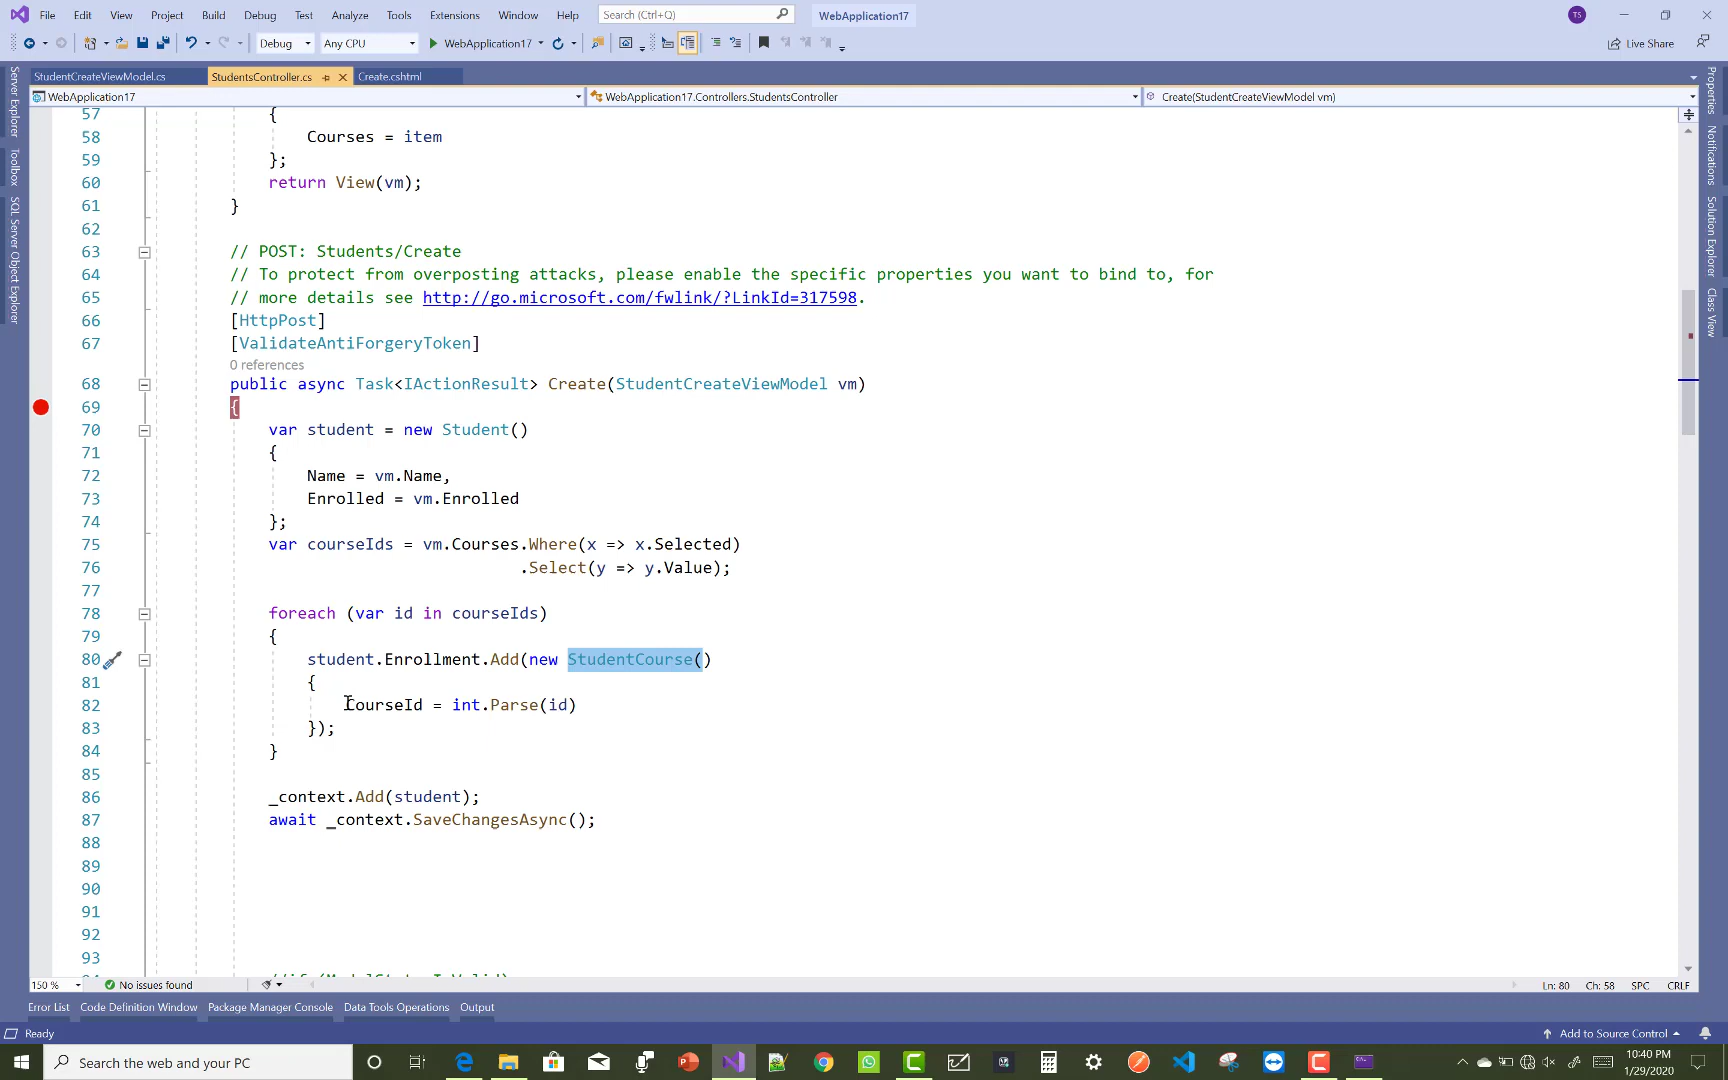 File Edit View Project Build Debug Test Analyze Tools Extensions Window Help Search (Ctrl+Q) WebApplication17 TS
Debug Any CPU WebApplication17 Live Share
StudentCreateViewModel.cs StudentsController.cs Create.cshtml
WebApplication17 WebApplication17.Controllers.StudentsController Create(StudentCreateViewModel vm)
Server Explorer
Toolbox
SQL Server Object Explorer
57 {
58 Courses = item
59 };
60 return View(vm);
61 }
62
63 // POST: Students/Create
64 // To protect from overposting attacks, please enable the specific properties you want to bind to, for
65 // more details see http://go.microsoft.com/fwlink/?LinkId=317598.
66 [HttpPost]
67 [ValidateAntiForgeryToken]
0 references
68 public async Task<IActionResult> Create(StudentCreateViewModel vm)
69 {
70 var student = new Student()
71 {
72 Name = vm.Name,
73 Enrolled = vm.Enrolled
74 };
75 var courseIds = vm.Courses.Where(x => x.Selected)
76 .Select(y => y.Value);
77
78 foreach (var id in courseIds)
79 {
80 student.Enrollment.Add(new StudentCourse()
81 {
82 CourseId = int.Parse(id)
83 });
84 }
85
86 _context.Add(student);
87 await _context.SaveChangesAsync();
88
89
90
91
92
93
Properties
Notifications
Solution Explorer
Class View
150 % No issues found Ln: 80 Ch: 58 SPC CRLF
Error List Code Definition Window Package Manager Console Data Tools Operations Output
Ready Add to Source Control
Search the web and your PC
10:40 PM
1/29/2020